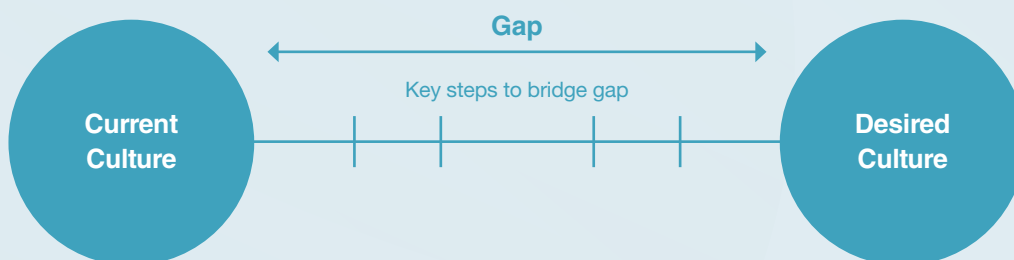 Gap
Key steps to bridge gap
Current
Culture
Desired
Culture